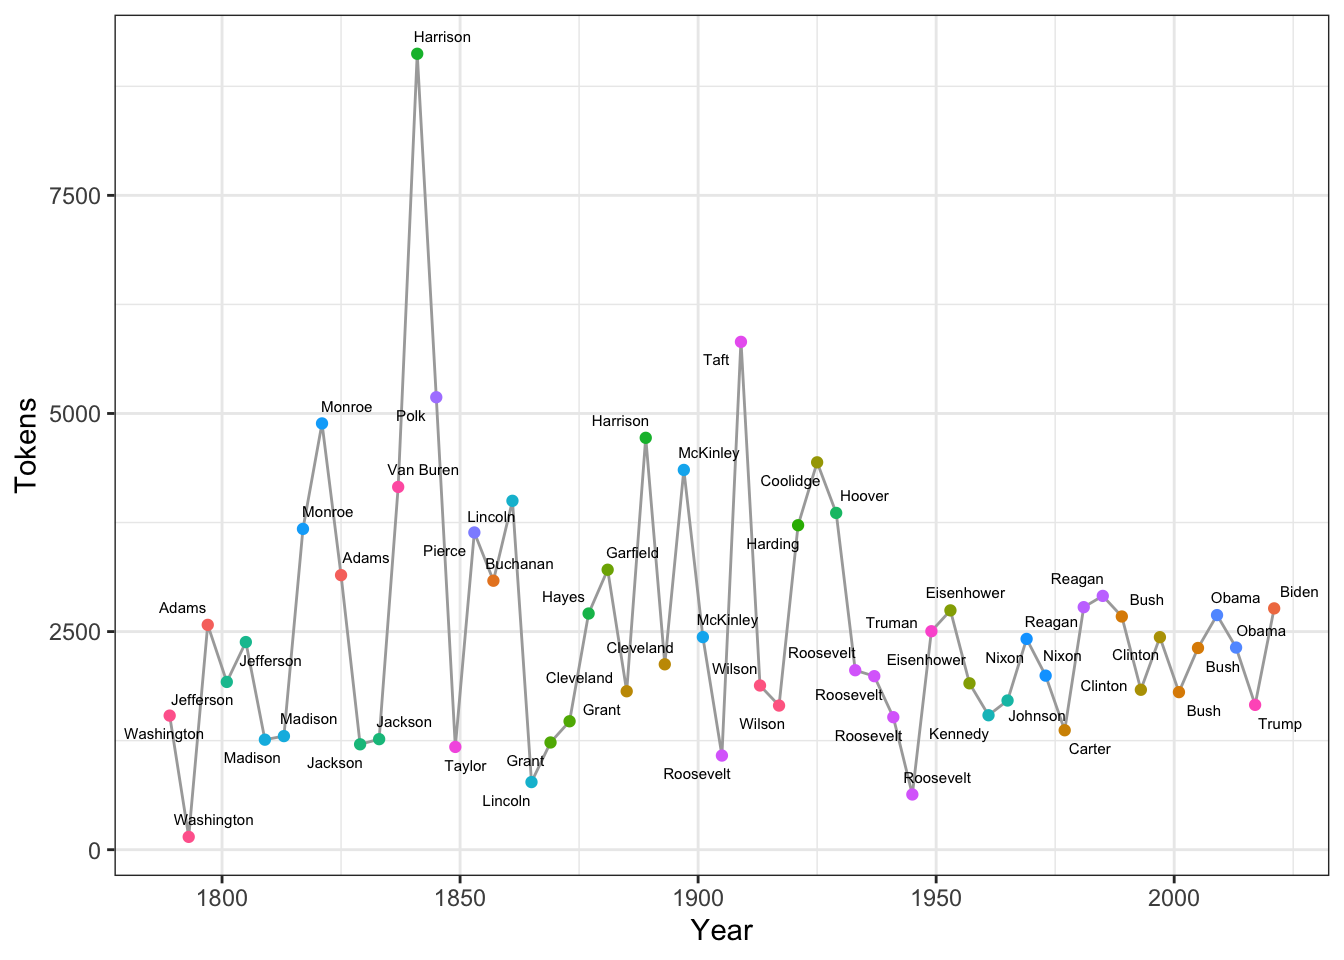 Harrison
7500
Taft
Monroe
5000
Polk
Harrison
McKinley
Van Buren
Coolidge
Hoover
Monroe
Lincoln
Harding
Pierce
Garfield
Adams
Buchanan
Reagan
Hayes
Eisenhower
Biden
Adams
Bush
Obama
2500
McKinley
Truman
Reagan
Obama
Cleveland
Roosevelt
Nixon
Nixon
Clinton
Jefferson
Wilson
Eisenhower
Bush
Cleveland
Roosevelt
Clinton
Jefferson
Grant
Bush
Madison
Jackson
Wilson
Johnson
Trump
Washington
Roosevelt
Kennedy
Madison
Jackson
Grant
Carter
Taylor
Roosevelt
Roosevelt
Lincoln
Washington
0
1800 1850 1900 1950 2000
Year
Tokens